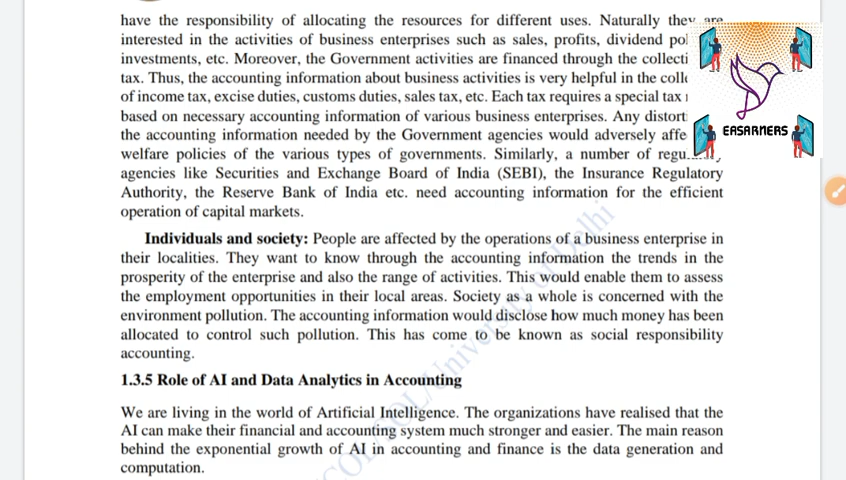 have the responsibility of allocating the resources for different uses. Naturally they are
interested in the activities of business enterprises such as sales, profits, dividend
investments, etc. Moreover, the Government activities are financed through the
tax. Thus, the accounting information about business activities is very helpful in the
of income tax, excise duties, customs duties, sales tax, etc. Each tax requires a special tax
based on necessary accounting information of various business enterprises. Any
the accounting information needed by the Government agencies would adversely
welfare policies of the various types of governments. Similarly, a number of
agencies like Securities and Exchange Board of India (SEBI), the Insurance Regulatory
Authority, the Reserve Bank of India etc. need accounting information for the efficient
operation of capital markets.
Individuals and society: People are affected by the operations of a business enterprise in
their localities. They want to know through the accounting information the trends in the
prosperity of the enterprise and also the range of activities. This would enable them to assess
the employment opportunities in their local areas. Society as a whole is concerned with the
environment pollution. The accounting information would disclose how much money has been
allocated to control such pollution. This has come to be known as social responsibility
accounting.
1.3.5 Role of AI and Data Analytics in Accounting
We are living in the world of Artificial Intelligence. The organizations have realised that the
AI can make their financial and accounting system much stronger and easier. The main reason
behind the exponential growth of AI in accounting and finance is the data generation and
computation.
EASARNERS
University of Delhi